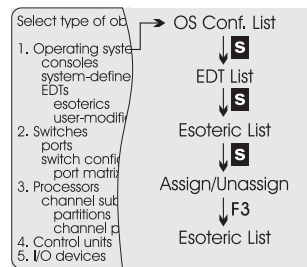 Select type of ob
1. Operating syste
consoles
system-define
EDTs
esoterics
user-modifi
2. Switches
ports
switch config
port matri
3. Processors
channel sub
partitions
channel p
4. Control units
5. I/O devices
OS Conf. List
S
EDT List
S
Esoteric List
S
Assign/Unassign
F3
Esoteric List